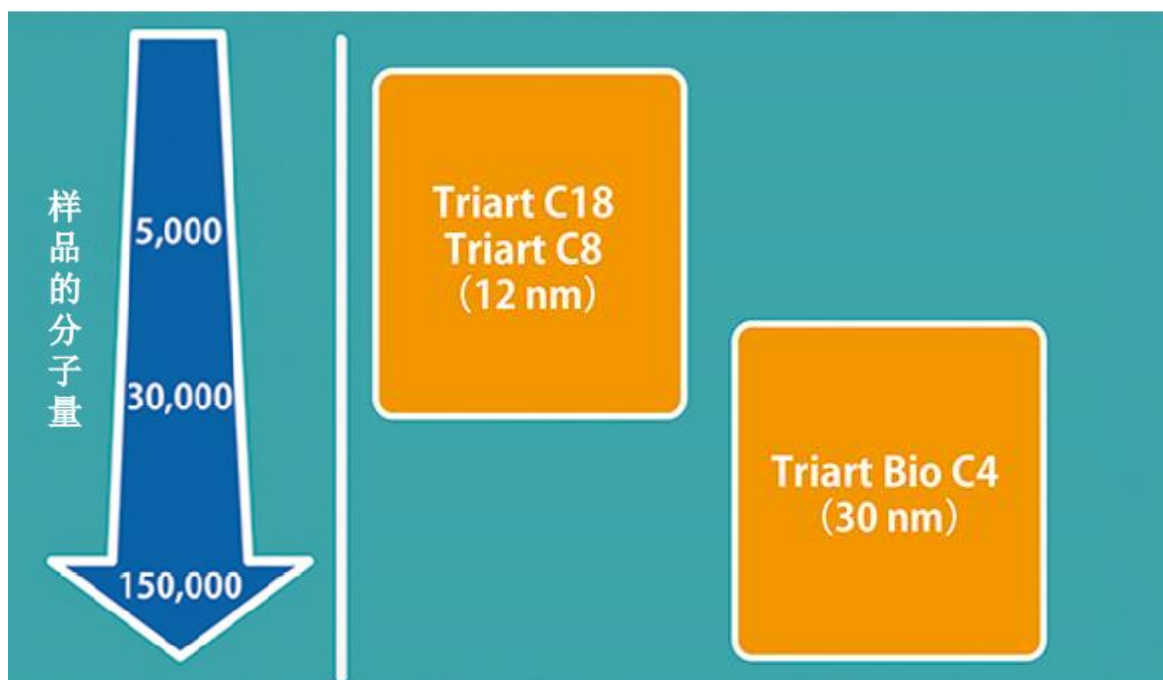 样品的分子量
5,000
30,000
150,000
Triart C18
Triart C8
(12 nm)
Triart Bio C4
(30 nm)